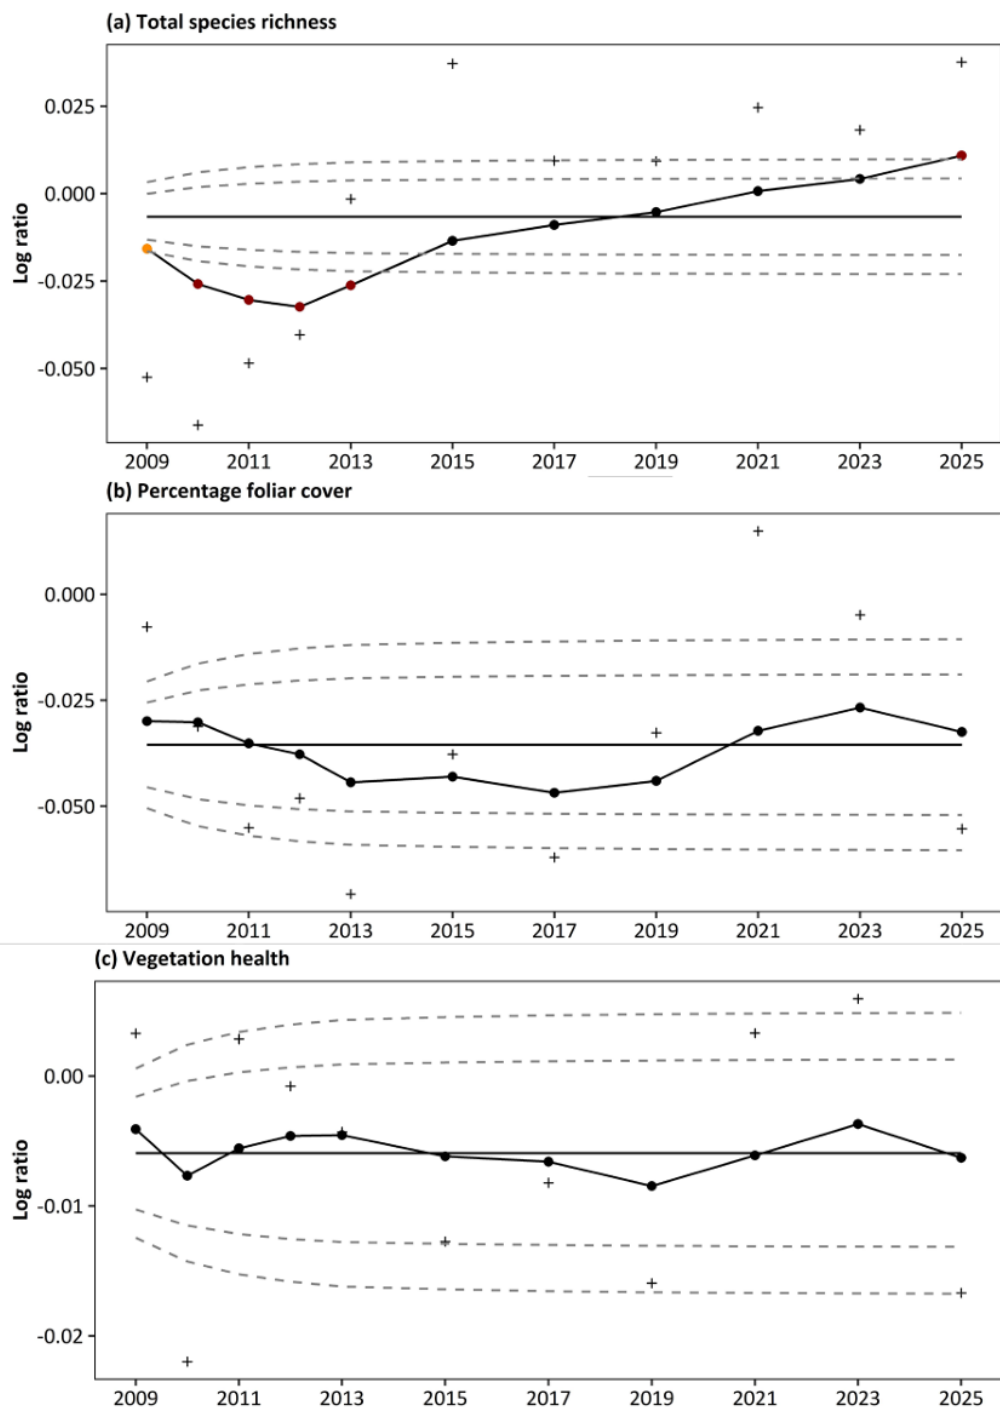 (a) Total species richness
0.025
0.000
-0.025
-0.050
Log ratio
2009 2011 2013 2015 2017 2019 2021 2023 2025
(b) Percentage foliar cover
0.000
-0.025
-0.050
Log ratio
2009 2011 2013 2015 2017 2019 2021 2023 2025
(c) Vegetation health
0.00
-0.01
-0.02
Log ratio
2009 2011 2013 2015 2017 2019 2021 2023 2025